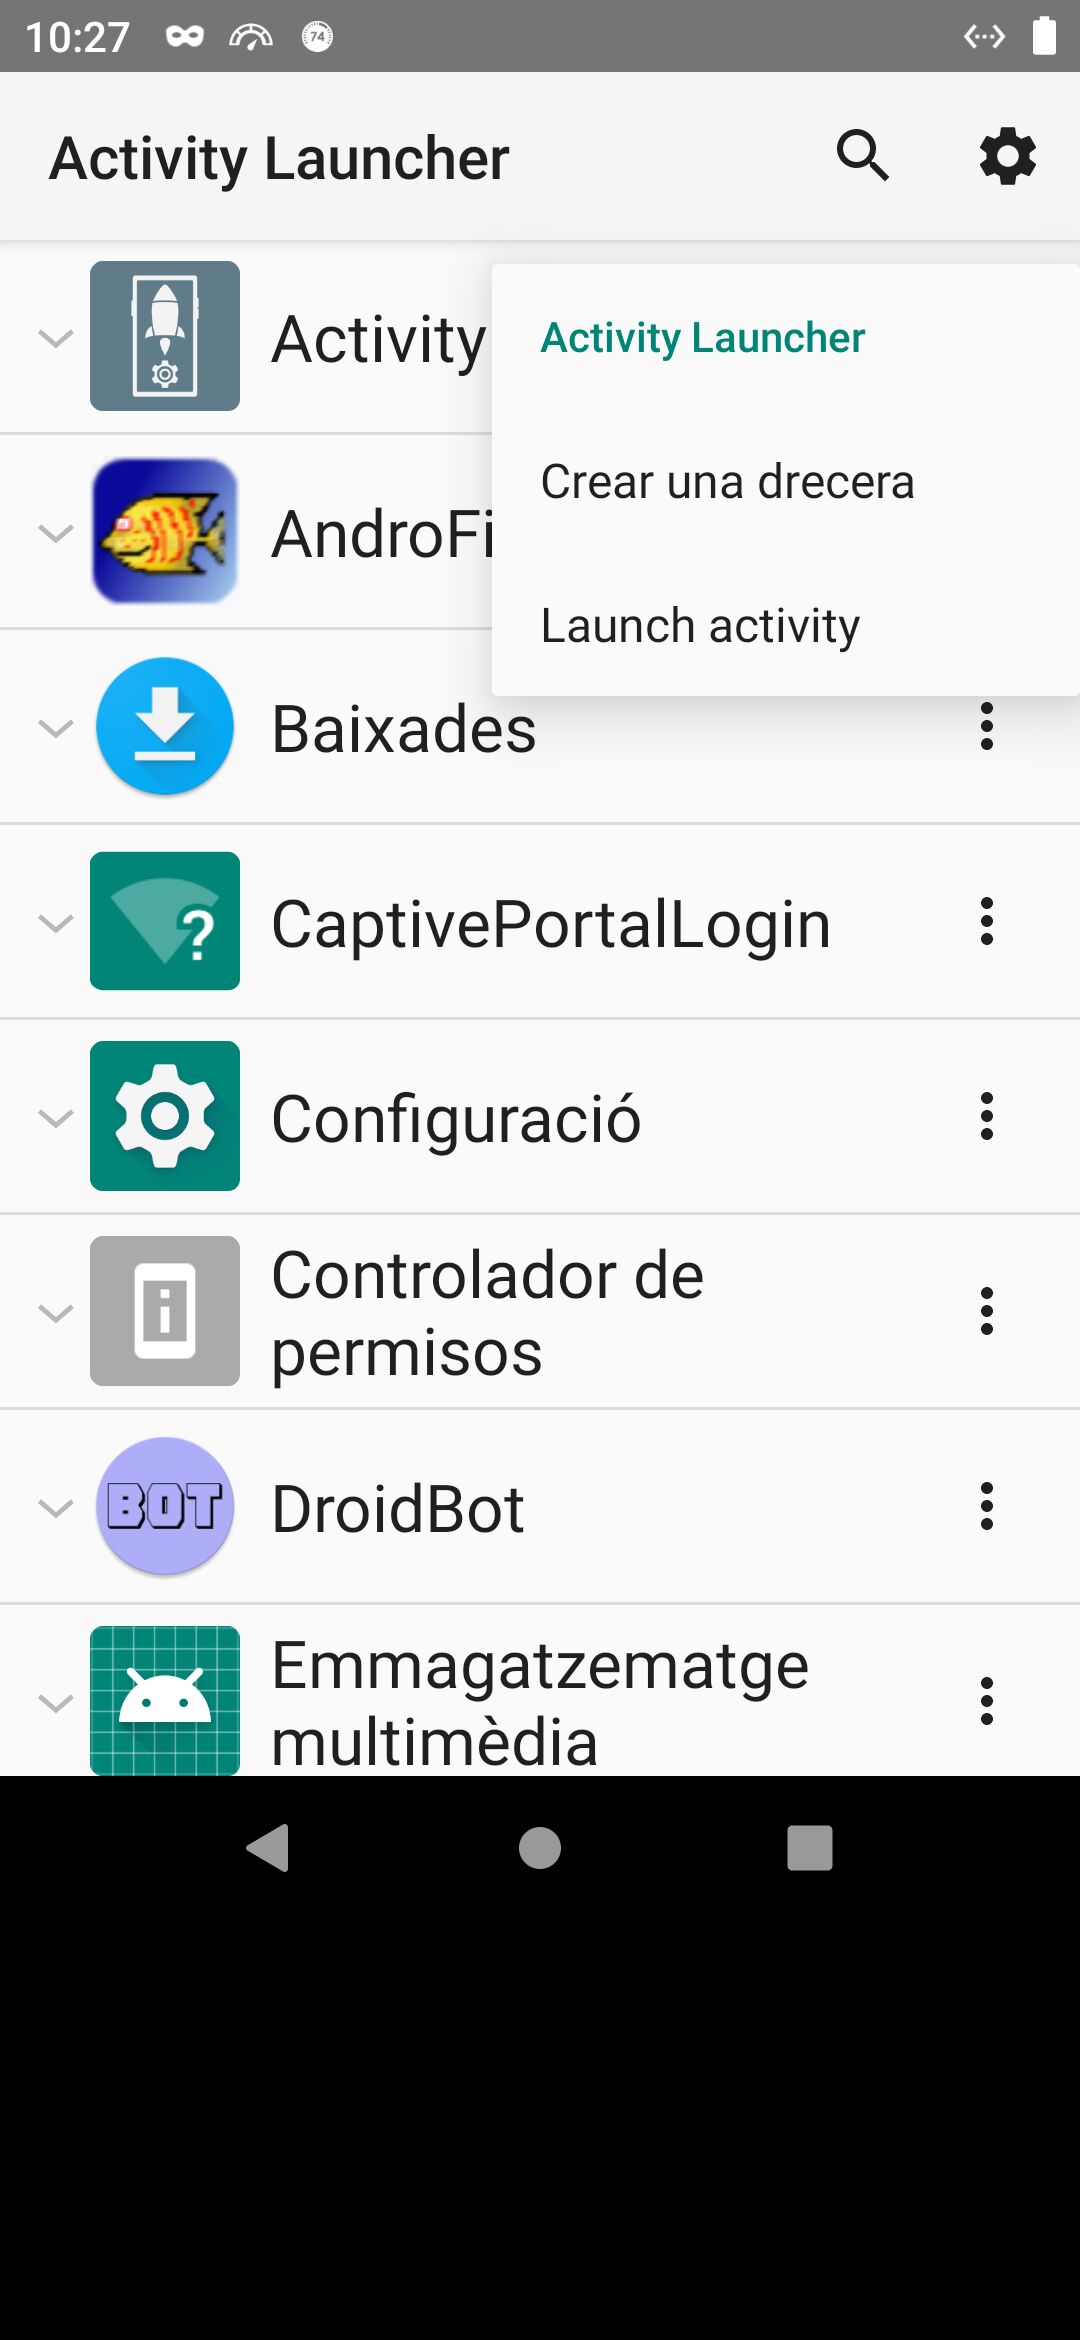 10:27
74
Activity Launcher
Activity
Activity Launcher
Crear una drecera
AndroFi
Launch activity
Baixades
?
CaptivePortalLogin
Configuració
Controlador de
permisos
BOT
DroidBot
Emmagatzematge
multimèdia